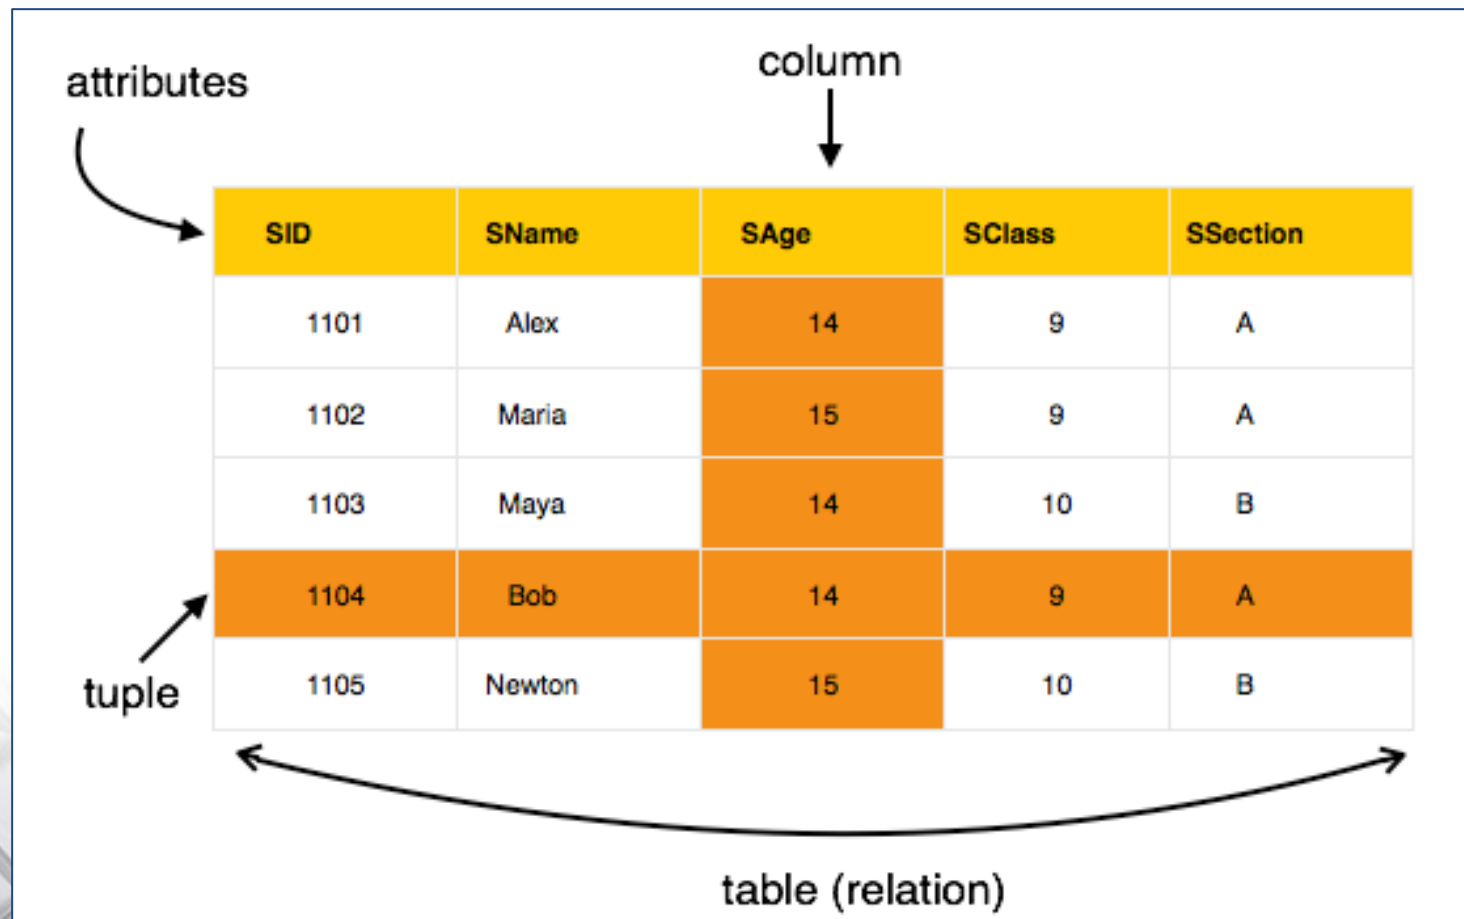 attributes
column
SID SName SAge SClass SSection
1101 Alex 14 9 A
1102 Maria 15 9 A
1103 Maya 14 10 B
1104 Bob 14 9 A
tuple
1105 Newton 15 10 B
table (relation)